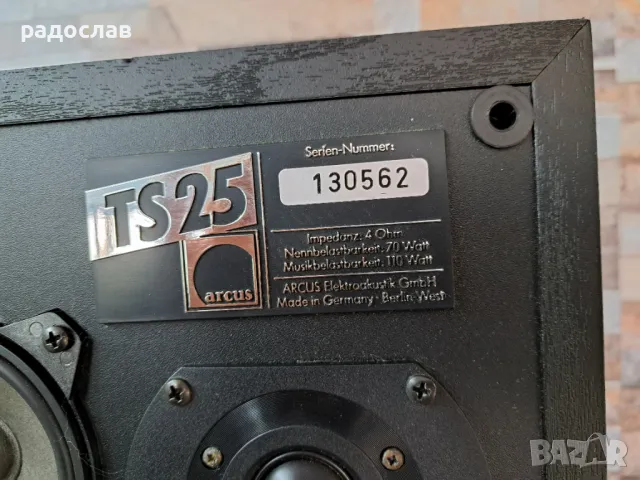 радослав
Serien-Nummer:
130562
TS25
arcus
Impedanz: 4 Ohm
Nennbelastbarkeit: 70 Watt
Musikbelastbarkeit: 110 Watt
ARCUS Elektroakustik GmbH
Made in Germany · Berlin, West
BAZAR